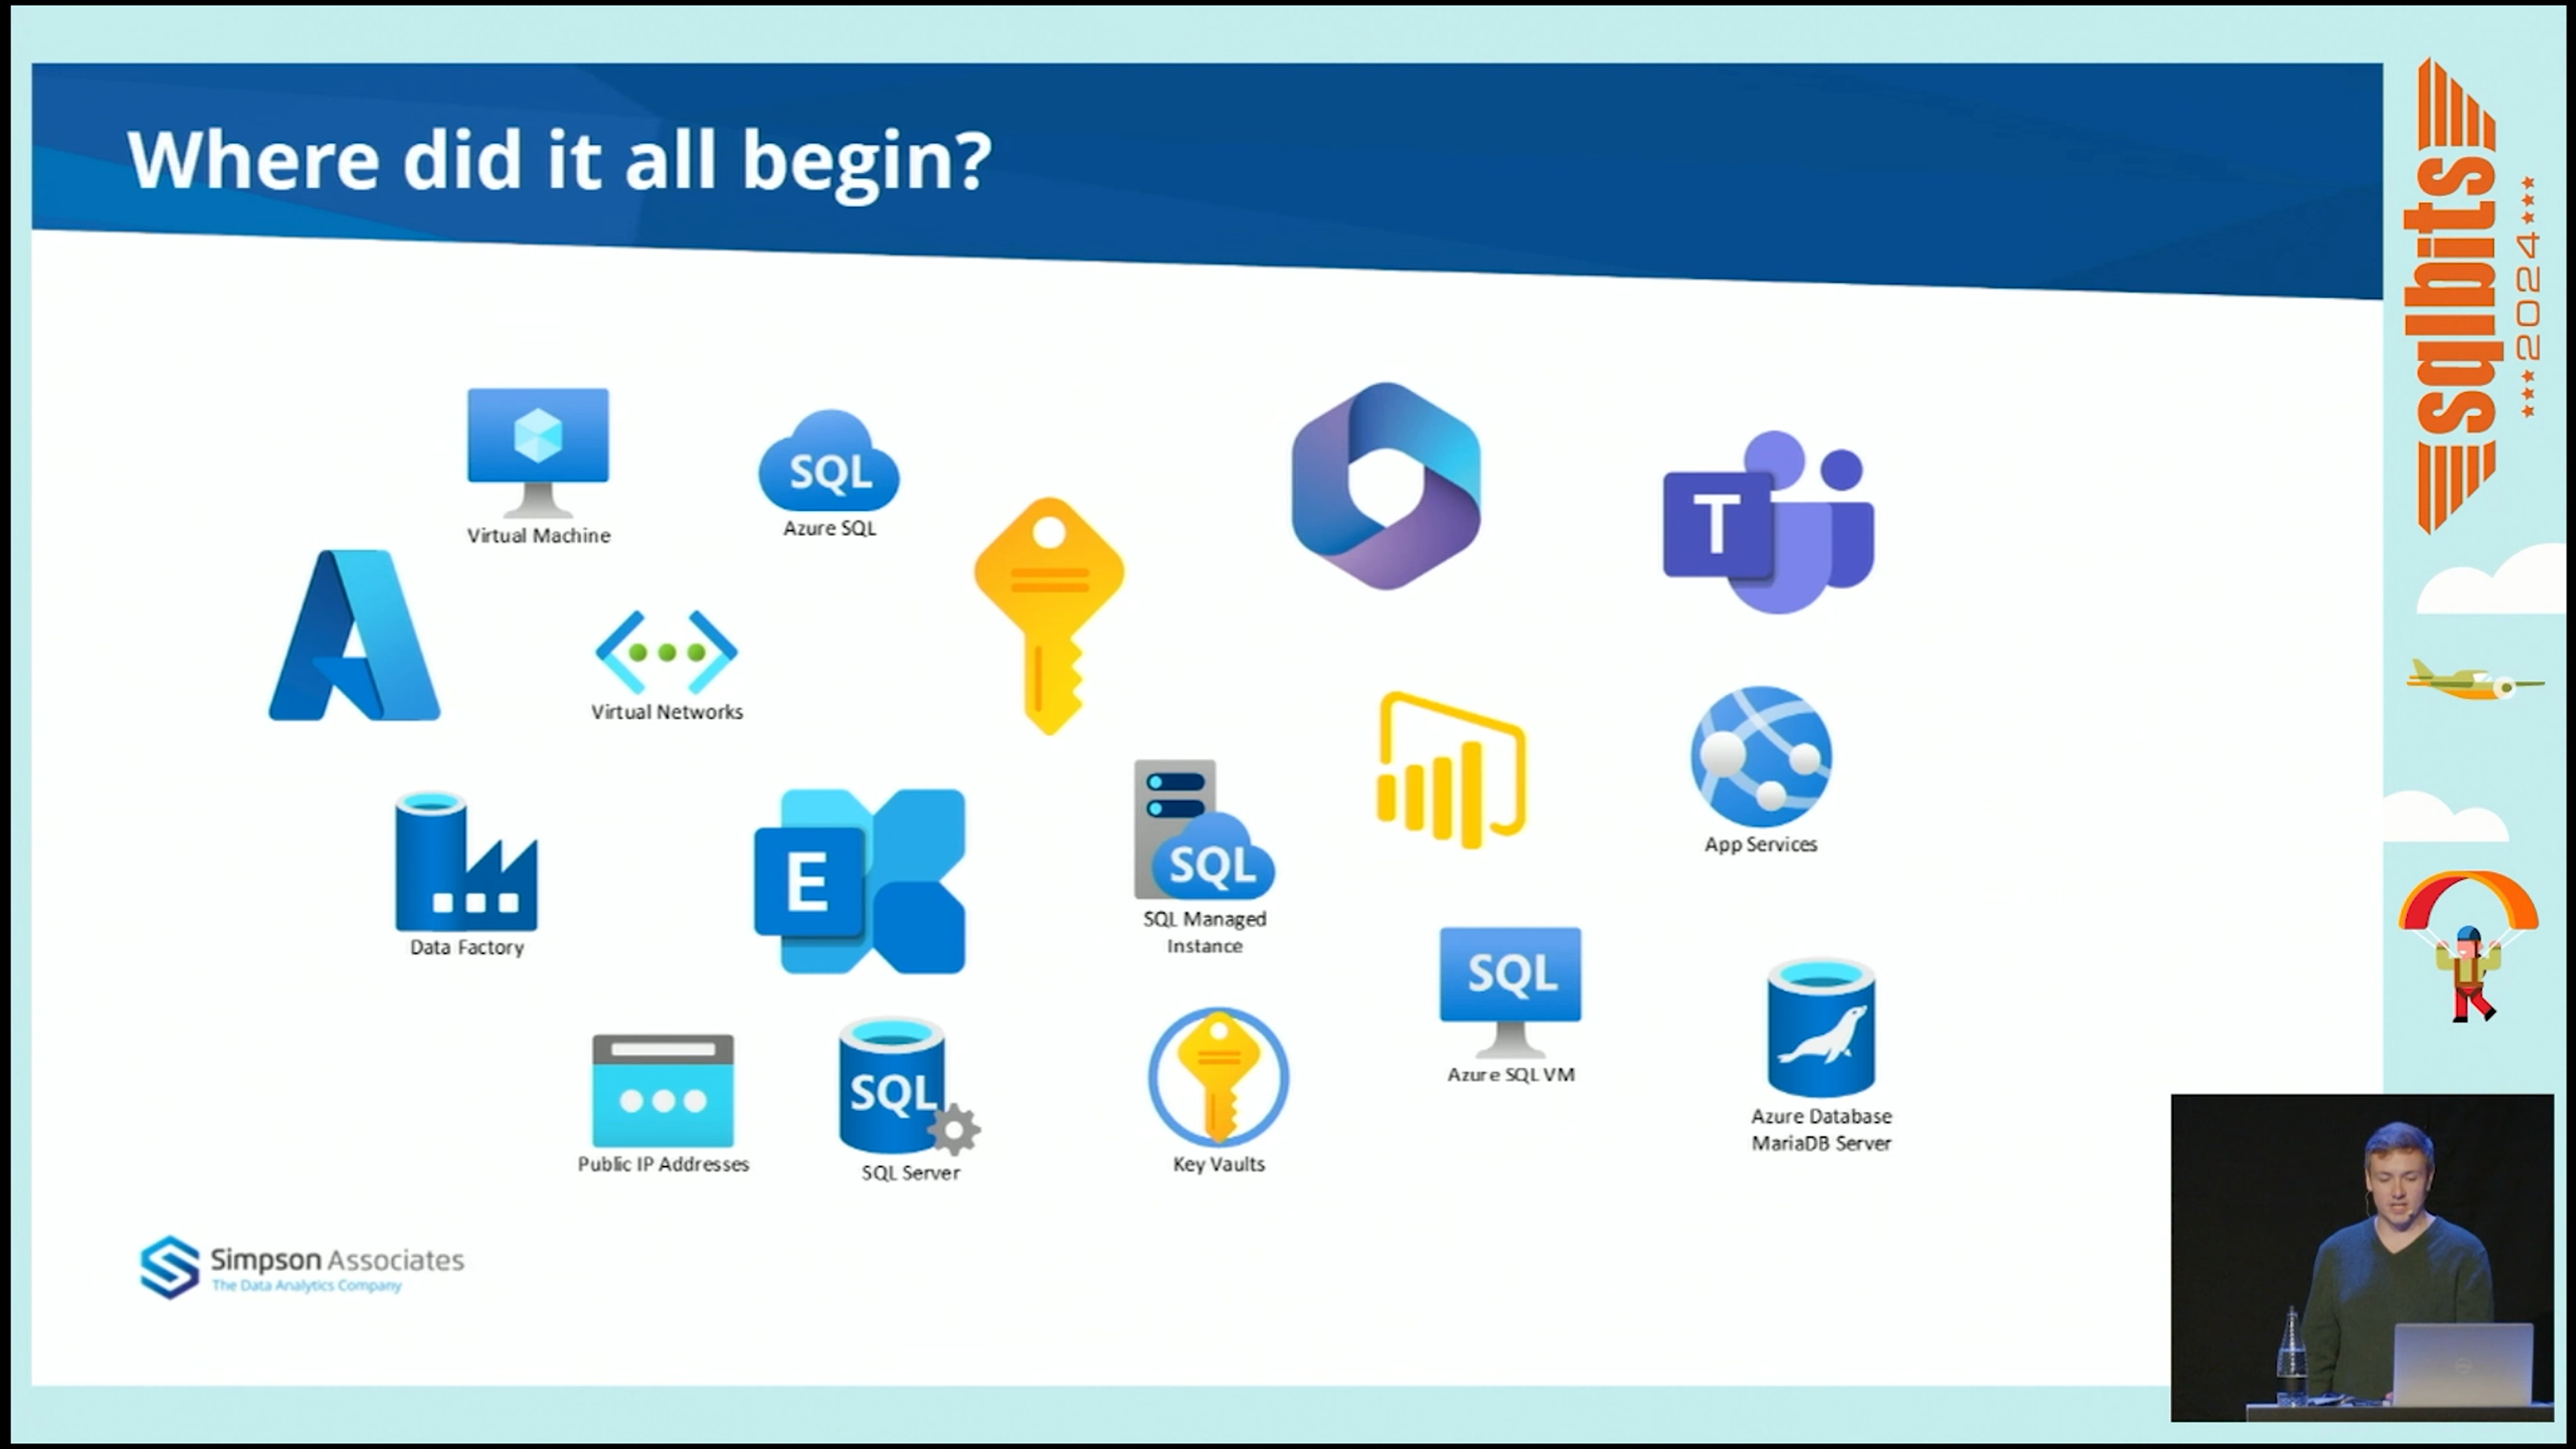 Where did it all begin?
Virtual Machine
SQL
Azure SQL
T
Virtual Networks
App Services
Data Factory
E
SQL
SQL Managed
Instance
SQL
Azure SQL VM
Azure Database
MariaDB Server
Public IP Addresses
SQL
SQL Server
Key Vaults
Simpson Associates
The Data Analytics Company
sqlbits
2024